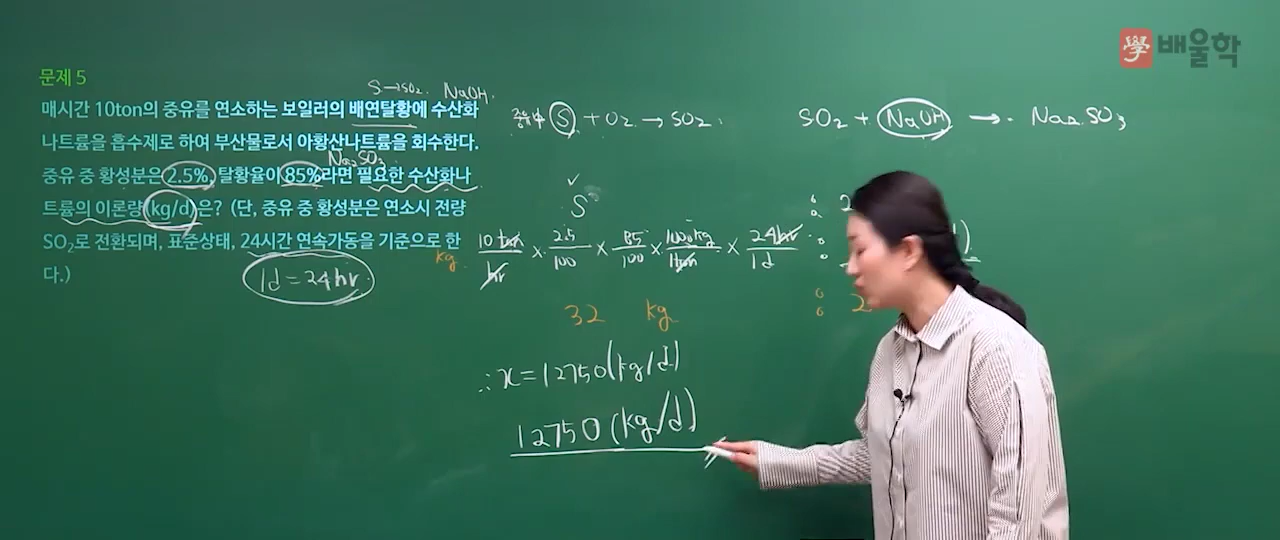 學 배울학
문제 5
S→SO2. NaOH.
매시간 10ton의 중유를 연소하는 보일러의 배연탈황에 수산화
나트륨을 흡수제로 하여 부산물로서 아황산나트륨을 회수한다.
Na2SO3.
중유 중 황성분은 2.5%, 탈황율이 85%라면 필요한 수산화나
트륨의 이론량(kg/d)은? (단, 중유 중 황성분은 연소시 전량
SO2로 전환되며, 표준상태, 24시간 연속가동을 기준으로 한
다.)
1d = 24hr.
중유中 S + O2 → SO2.
SO2 + NaOH → Na2SO3
S
10ton/hr × 2.5/100 × 85/100 × 1000kg/1ton × 24hr/1d : 
kg
32 kg : 2
∴ x = 12750(kg/d)
12750(kg/d)